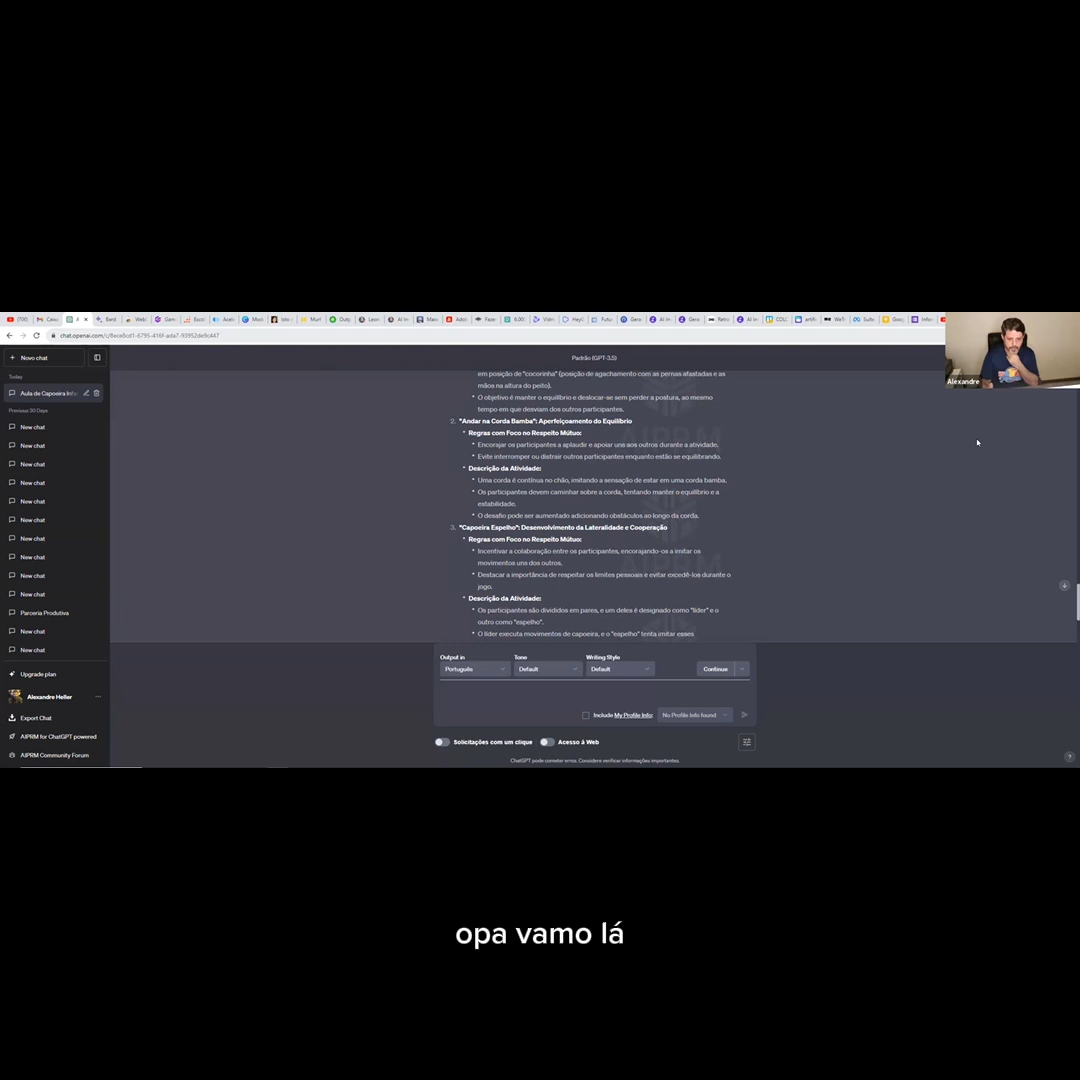 chat.openai.com/c/
Novo chat
Padrão (GPT-3.5)
Alexandre
Today
Aula de Capoeira Infa
Previous 30 Days
New chat
New chat
New chat
New chat
New chat
New chat
New chat
New chat
New chat
New chat
Parceria Produtiva
New chat
New chat
Upgrade plan
Alexandre Heller
Export Chat
AIPRM for ChatGPT powered
AIPRM Community Forum
em posição de "cocorinha" (posição de agachamento com as pernas afastadas e as
mãos na altura do peito).
O objetivo é manter o equilíbrio e deslocar-se sem perder a postura, ao mesmo
tempo em que desviam dos outros participantes.
2. "Andar na Corda Bamba": Aperfeiçoamento do Equilíbrio
Regras com Foco no Respeito Mútuo:
Encorajar os participantes a aplaudir e apoiar uns aos outros durante a atividade.
Evite interromper ou distrair outros participantes enquanto estão se equilibrando.
Descrição da Atividade:
Uma corda é contínua no chão, imitando a sensação de estar em uma corda bamba.
Os participantes devem caminhar sobre a corda, tentando manter o equilíbrio e a
estabilidade.
O desafio pode ser aumentado adicionando obstáculos ao longo da corda.
3. "Capoeira Espelho": Desenvolvimento da Lateralidade e Cooperação
Regras com Foco no Respeito Mútuo:
Incentivar a colaboração entre os participantes, encorajando-os a imitar os
movimentos uns dos outros.
Destacar a importância de respeitar os limites pessoais e evitar excedê-los durante o
jogo.
Descrição da Atividade:
Os participantes são divididos em pares, e um deles é designado como "líder" e o
outro como "espelho".
O líder executa movimentos de capoeira, e o "espelho" tenta imitar esses
AIPRM
Output in Tone Writing Style
Português Default Default Continue
Include My Profile Info: No Profile Info found
Solicitações com um clique Acesso à Web
ChatGPT pode cometer erros. Considere verificar informações importantes.
opa vamo lá